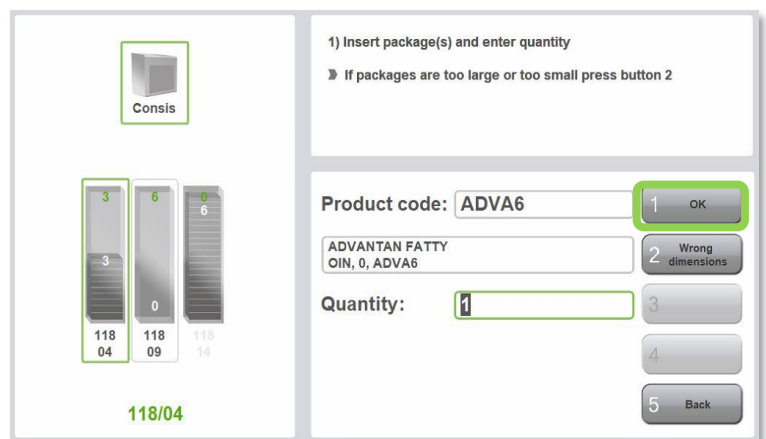 Consis
3 6 0
6
3
0
118 118 118
04 09 14
118/04
1) Insert package(s) and enter quantity
If packages are too large or too small press button 2
Product code: ADVA6
1 OK
ADVANTAN FATTY
OIN, 0, ADVA6
2 Wrong
dimensions
Quantity: 1
3
4
5 Back